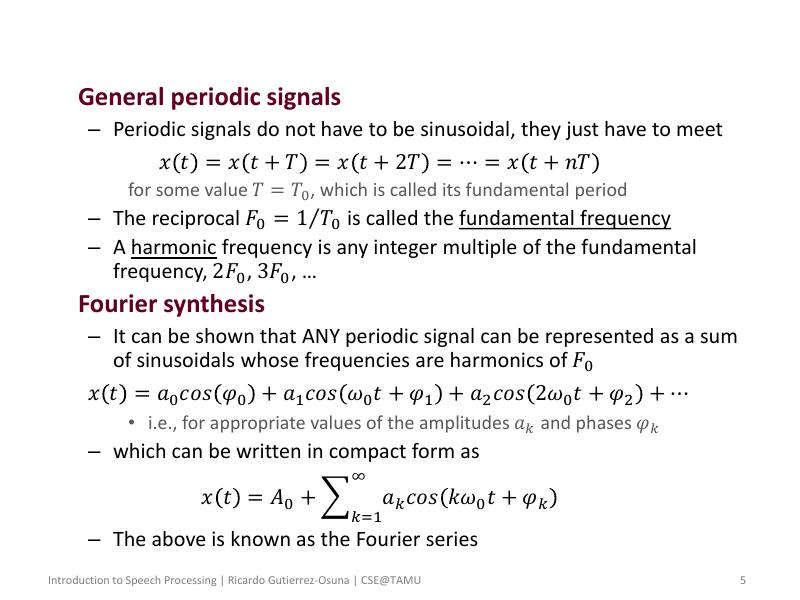 General periodic signals
– Periodic signals do not have to be sinusoidal, they just have to meet
𝑥(𝑡) = 𝑥(𝑡 + 𝑇) = 𝑥(𝑡 + 2𝑇) = ⋯ = 𝑥(𝑡 + 𝑛𝑇)
for some value 𝑇 = 𝑇₀, which is called its fundamental period
– The reciprocal 𝐹₀ = 1/𝑇₀ is called the fundamental frequency
– A harmonic frequency is any integer multiple of the fundamental
frequency, 2𝐹₀, 3𝐹₀, …
Fourier synthesis
– It can be shown that ANY periodic signal can be represented as a sum
of sinusoidals whose frequencies are harmonics of 𝐹₀
𝑥(𝑡) = 𝑎₀𝑐𝑜𝑠(𝜑₀) + 𝑎₁𝑐𝑜𝑠(𝜔₀𝑡 + 𝜑₁) + 𝑎₂𝑐𝑜𝑠(2𝜔₀𝑡 + 𝜑₂) + ⋯
• i.e., for appropriate values of the amplitudes 𝑎ₖ and phases 𝜑ₖ
– which can be written in compact form as
𝑥(𝑡) = 𝐴₀ + ∑_{𝑘=1}^{∞} 𝑎ₖ𝑐𝑜𝑠(𝑘𝜔₀𝑡 + 𝜑ₖ)
– The above is known as the Fourier series
Introduction to Speech Processing | Ricardo Gutierrez-Osuna | CSE@TAMU 5